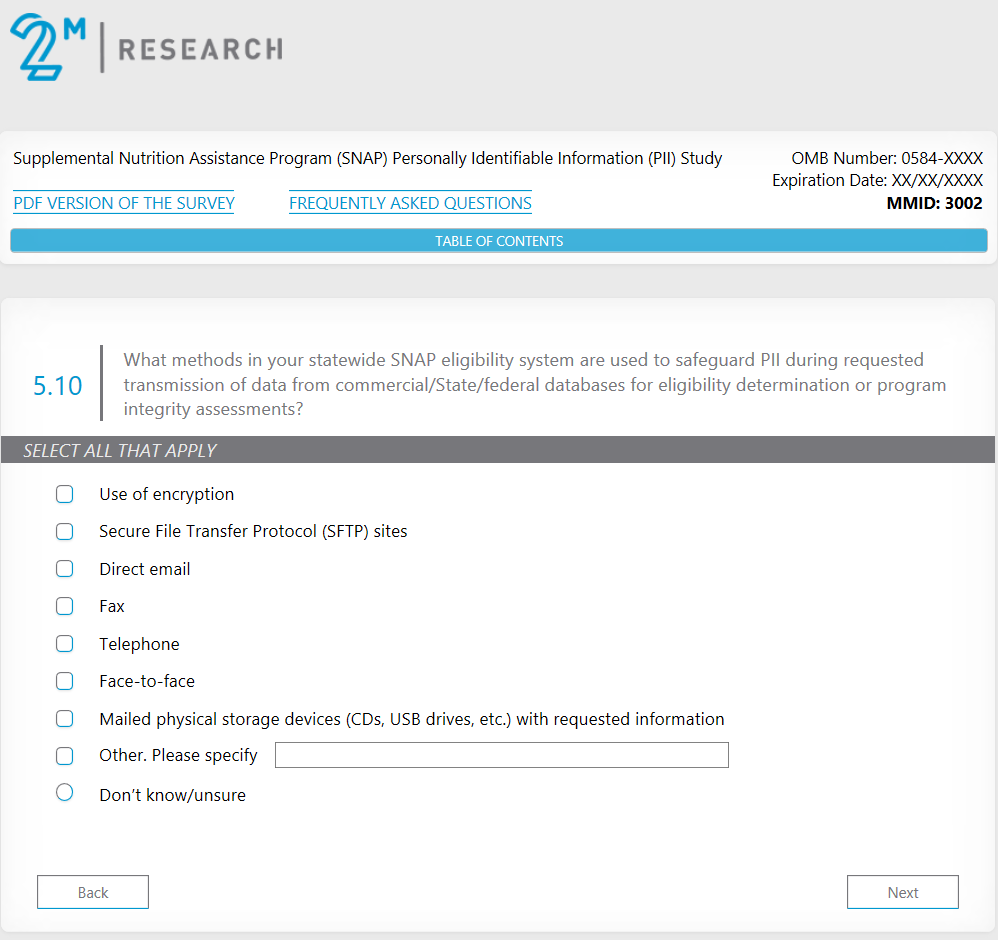 2M | RESEARCH
Supplemental Nutrition Assistance Program (SNAP) Personally Identifiable Information (PII) Study
OMB Number: 0584-XXXX
Expiration Date: XX/XX/XXXX
MMID: 3002
PDF VERSION OF THE SURVEY
FREQUENTLY ASKED QUESTIONS
TABLE OF CONTENTS
5.10
What methods in your statewide SNAP eligibility system are used to safeguard PII during requested
transmission of data from commercial/State/federal databases for eligibility determination or program
integrity assessments?
SELECT ALL THAT APPLY
Use of encryption
Secure File Transfer Protocol (SFTP) sites
Direct email
Fax
Telephone
Face-to-face
Mailed physical storage devices (CDs, USB drives, etc.) with requested information
Other. Please specify
Don’t know/unsure
Back
Next